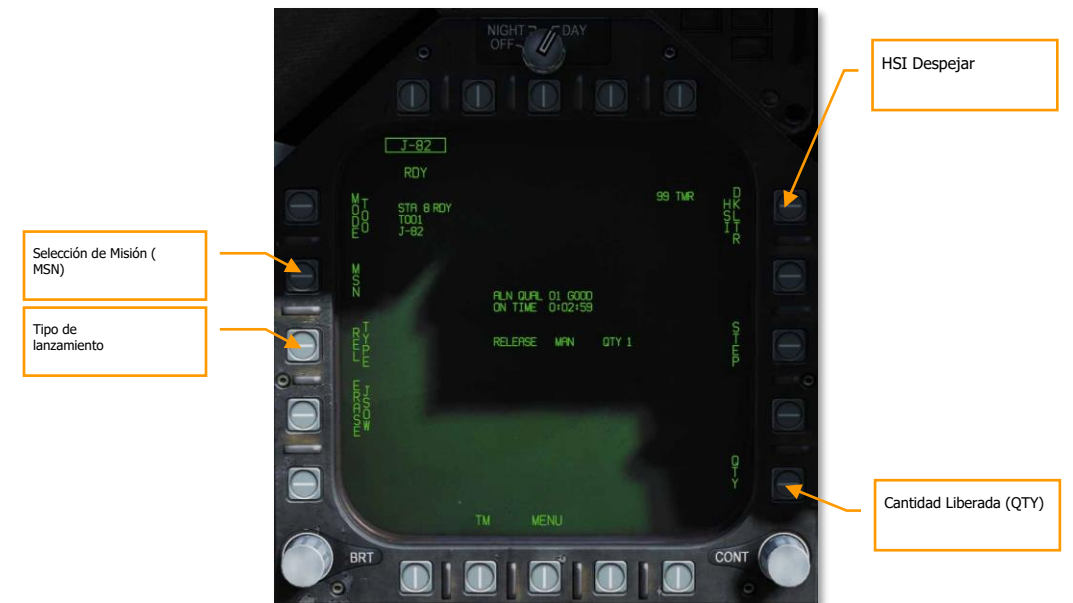 NIGHT DAY
OFF
HSI Despejar
J-82
RDY
MODE
TOO
STA 8 RDY
T001
J-82
99 TMR
HSI
DKLTR
Selección de Misión (
MSN)
MSN
ALN QUAL 01 GOOD
ON TIME 0:02:59
Tipo de
lanzamiento
REL
TYPE
RELEASE MAN QTY 1
STEP
ERASE
JSOW
QTY
Cantidad Liberada (QTY)
TM MENU
BRT CONT